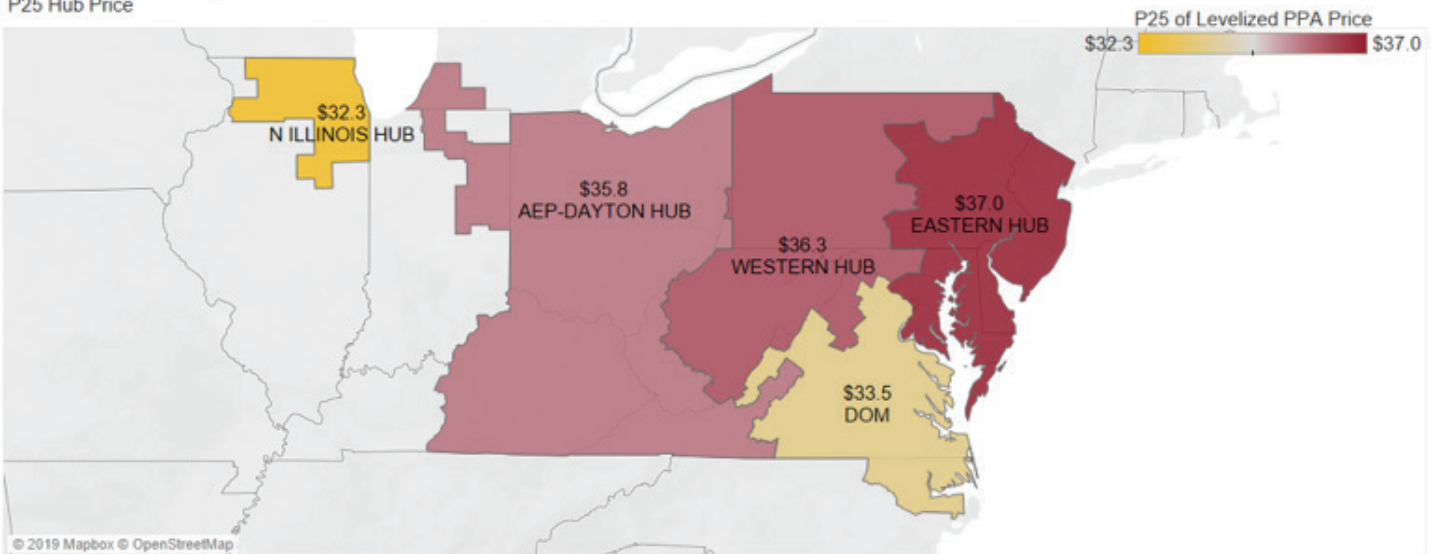 P25 Hub Price
P25 of Levelized PPA Price
$32.3
$37.0
$32.3
N ILLINOIS HUB
$35.8
AEP-DAYTON HUB
$37.0
EASTERN HUB
$36.3
WESTERN HUB
$33.5
DOM
© 2019 Mapbox © OpenStreetMap